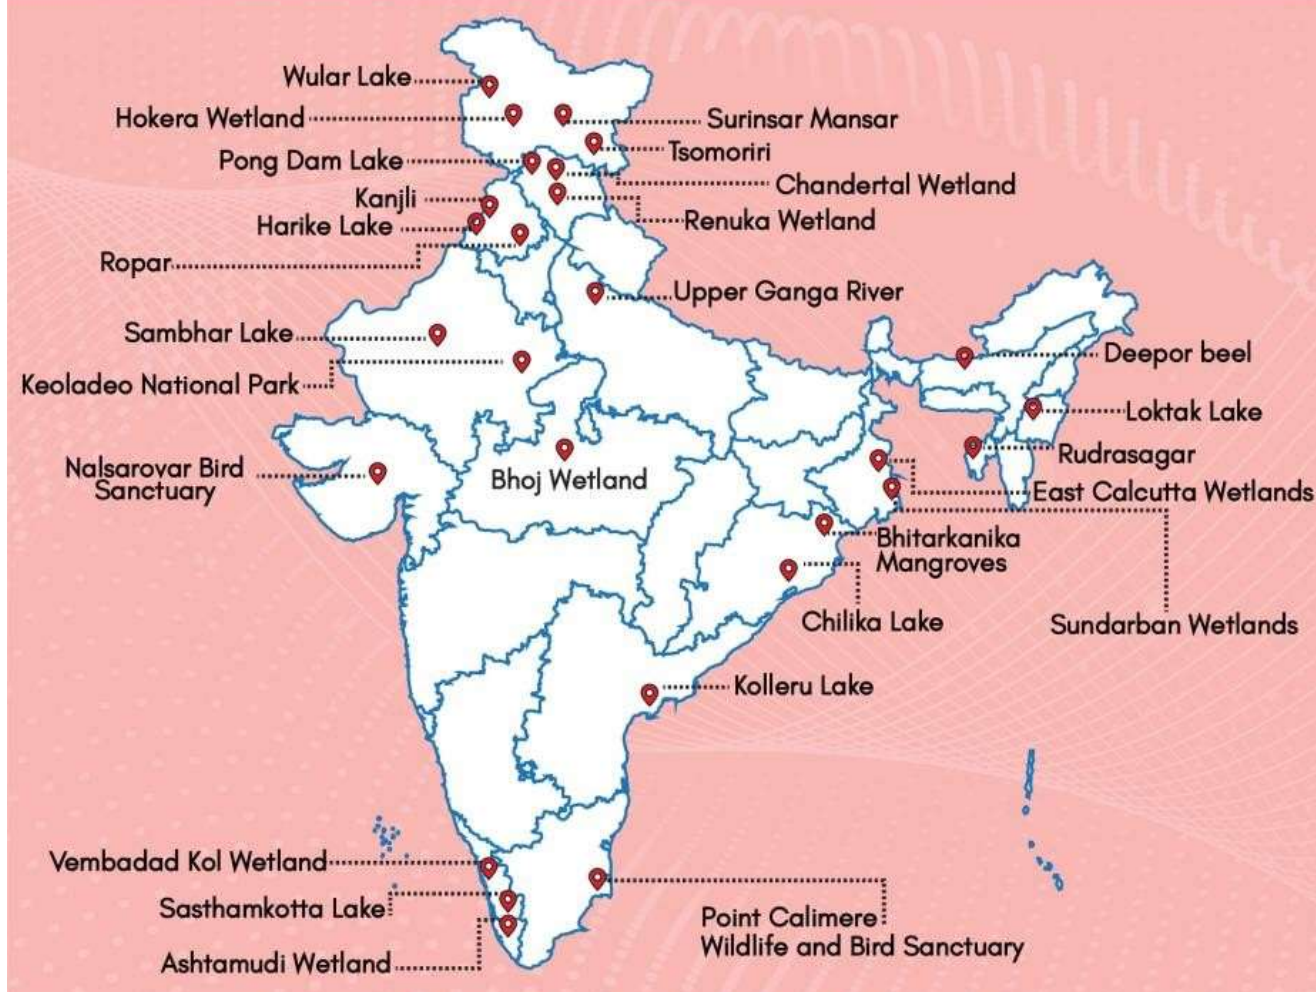 Wular Lake
Hokera Wetland
Surinsar Mansar
Tsomoriri
Pong Dam Lake
Chandertal Wetland
Kanjli
Renuka Wetland
Harike Lake
Ropar
Upper Ganga River
Sambhar Lake
Deepor beel
Keoladeo National Park
Loktak Lake
Rudrasagar
Nalsarovar Bird
Sanctuary
Bhoj Wetland
East Calcutta Wetlands
Bhitarkanika
Mangroves
Chilika Lake
Sundarban Wetlands
Kolleru Lake
Vembadad Kol Wetland
Sasthamkotta Lake
Point Calimere
Wildlife and Bird Sanctuary
Ashtamudi Wetland